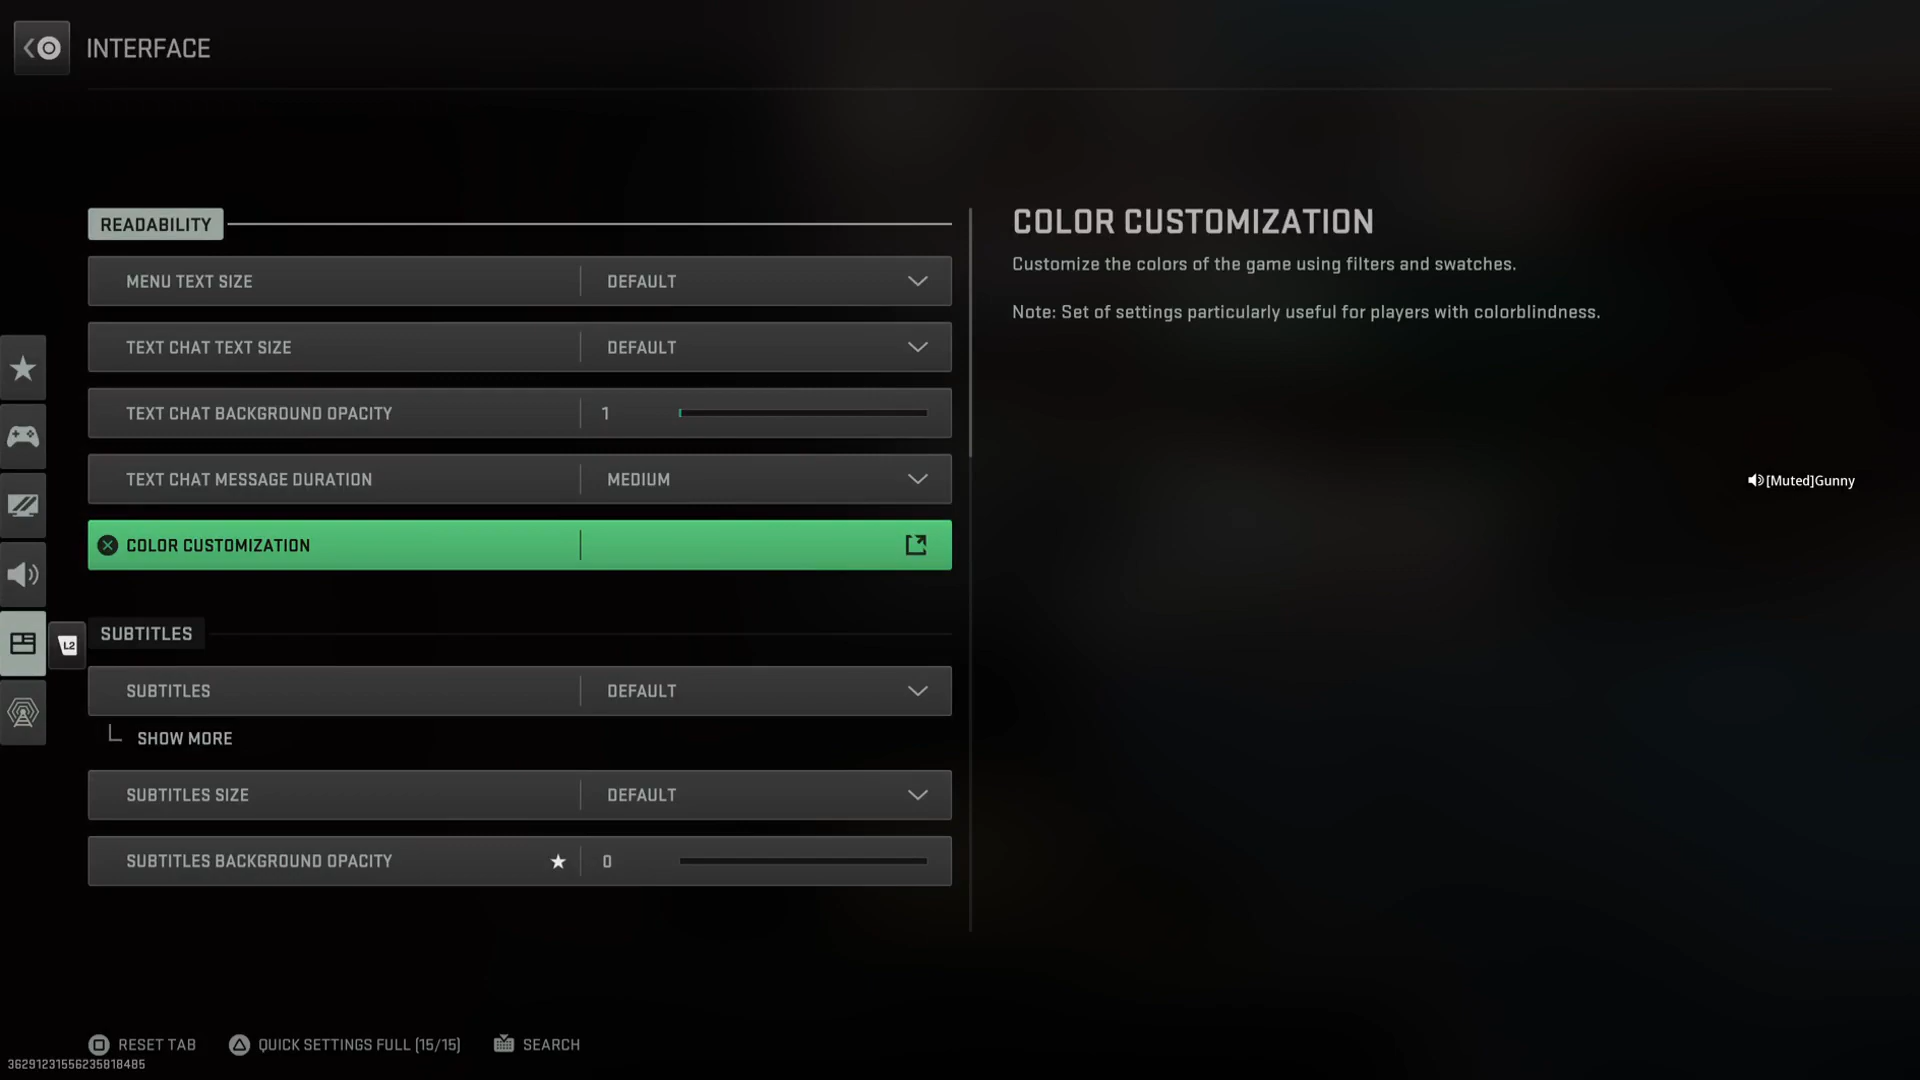 INTERFACE
READABILITY
MENU TEXT SIZE DEFAULT
TEXT CHAT TEXT SIZE DEFAULT
TEXT CHAT BACKGROUND OPACITY 1
TEXT CHAT MESSAGE DURATION MEDIUM
COLOR CUSTOMIZATION
L2
SUBTITLES
SUBTITLES DEFAULT
SHOW MORE
SUBTITLES SIZE DEFAULT
SUBTITLES BACKGROUND OPACITY 0
COLOR CUSTOMIZATION
Customize the colors of the game using filters and swatches.
Note: Set of settings particularly useful for players with colorblindness.
[Muted]Gunny
RESET TAB QUICK SETTINGS FULL (15/15) SEARCH
36291231556235818485